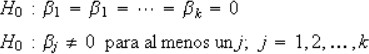 H₀ : β₁ = β₁ = ⋯ = βₖ = 0
H₀ : βⱼ ≠ 0 para al menos un j; j = 1, 2, …, k